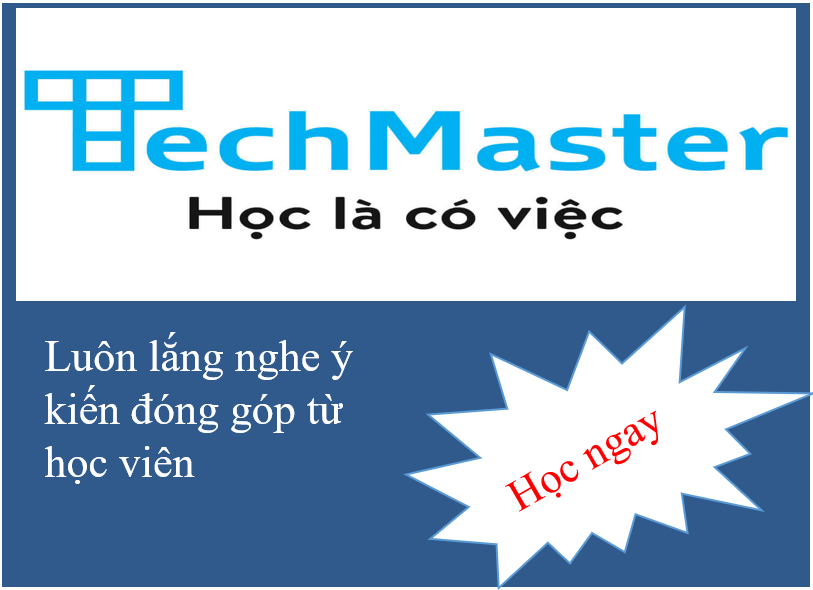 TechMaster
Học là có việc
Luôn lắng nghe ý
kiến đóng góp từ
học viên
Học ngay